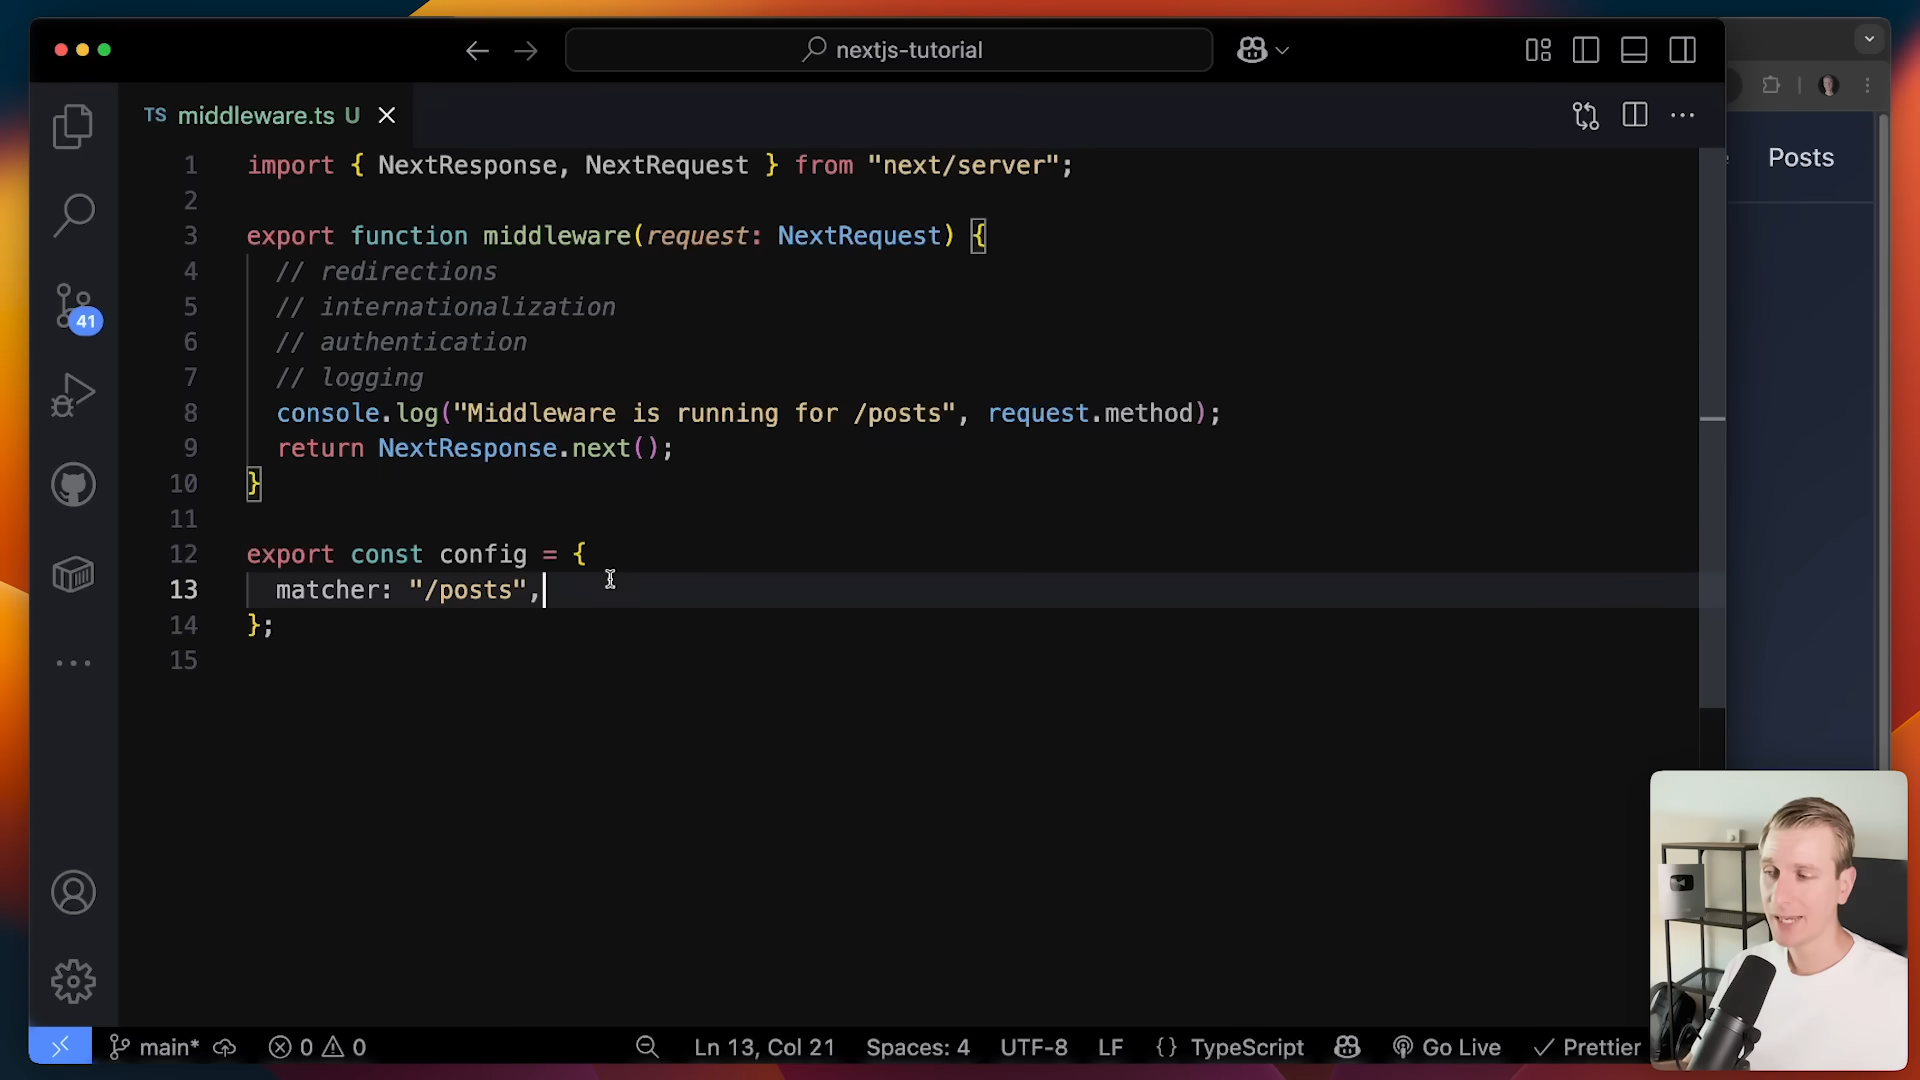 nextjs-tutorial
TS middleware.ts U
Posts
1 import { NextResponse, NextRequest } from "next/server";
2
3 export function middleware(request: NextRequest) {
4 // redirections
5 // internationalization
6 // authentication
7 // logging
8 console.log("Middleware is running for /posts", request.method);
9 return NextResponse.next();
10 }
11
12 export const config = {
13 matcher: "/posts",
14 };
15
41
main* 0 0 Ln 13, Col 21 Spaces: 4 UTF-8 LF {} TypeScript Go Live Prettier